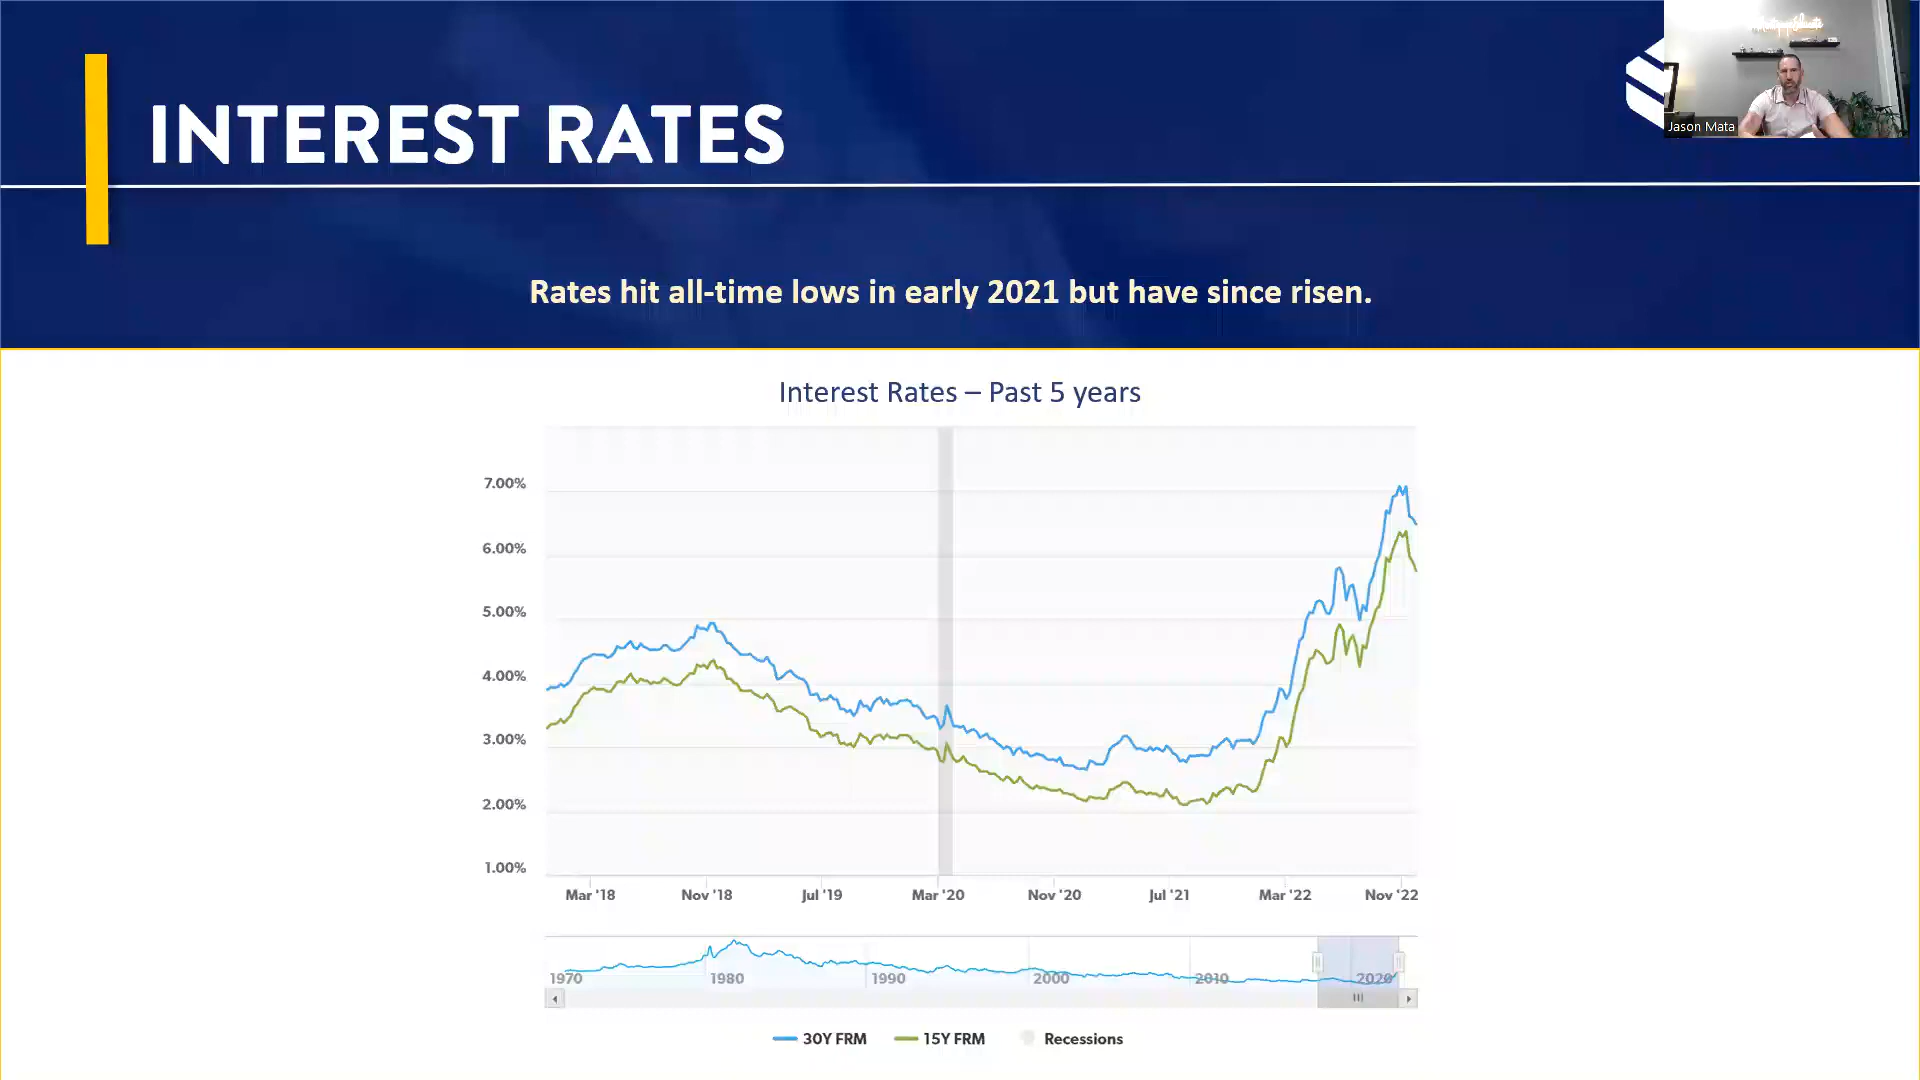 INTEREST RATES
Jason Mata
Rates hit all-time lows in early 2021 but have since risen.
Interest Rates – Past 5 years
7.00%
6.00%
5.00%
4.00%
3.00%
2.00%
1.00%
Mar '18 Nov '18 Jul '19 Mar '20 Nov '20 Jul '21 Mar '22 Nov '22
1970 1980 1990 2000 2010 2020
30Y FRM 15Y FRM Recessions